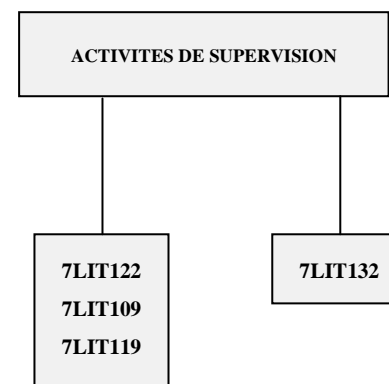 ACTIVITES DE SUPERVISION
7LIT122
7LIT109
7LIT119
7LIT132